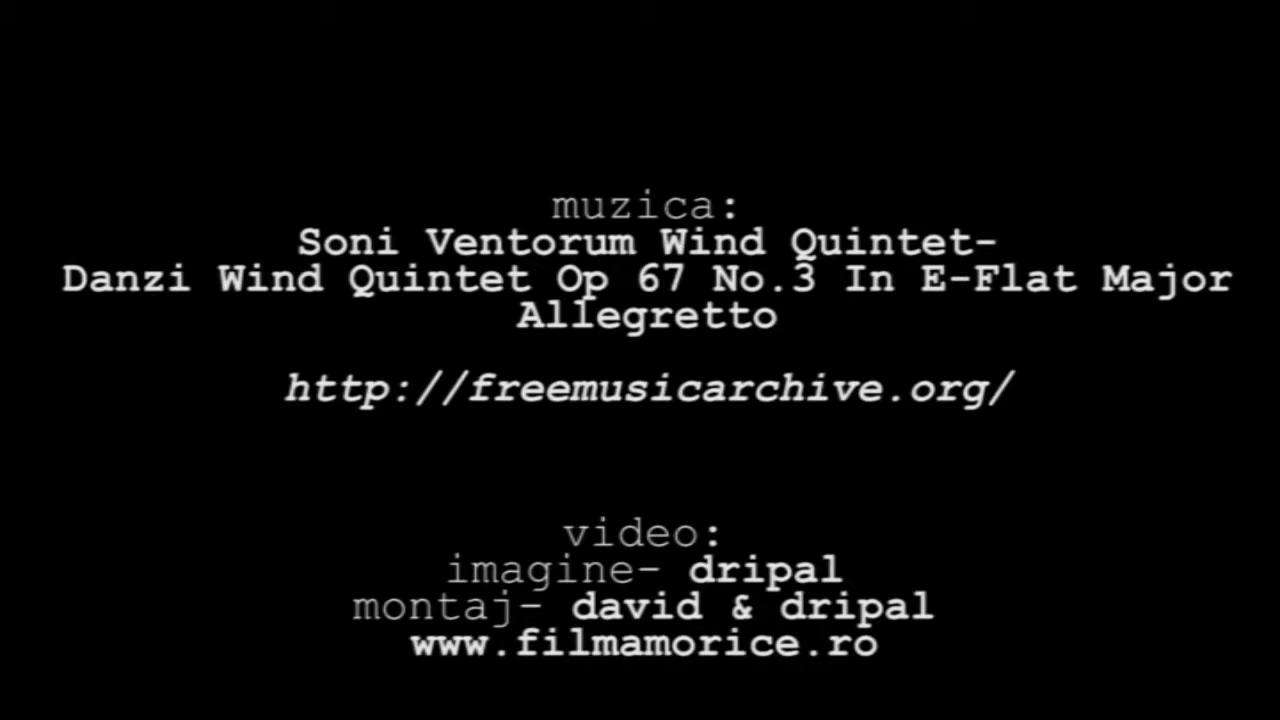 muzica:
Soni Ventorum Wind Quintet-
Danzi Wind Quintet Op 67 No.3 In E-Flat Major
Allegretto
http://freemusicarchive.org/
video:
imagine- dripal
montaj- david & dripal
www.filmamorice.ro